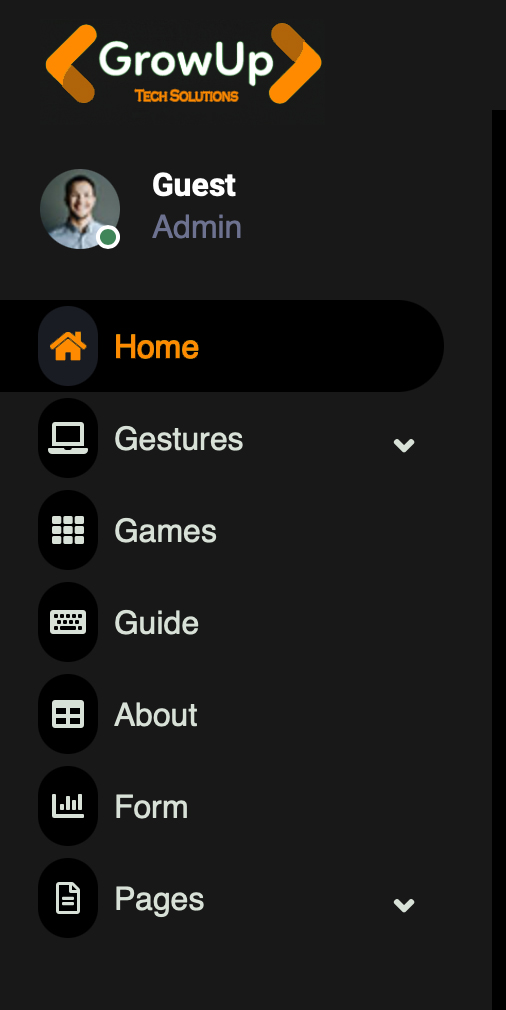 GrowUp
TECH SOLUTIONS
Guest
Admin
Home
Gestures
Games
Guide
About
Form
Pages